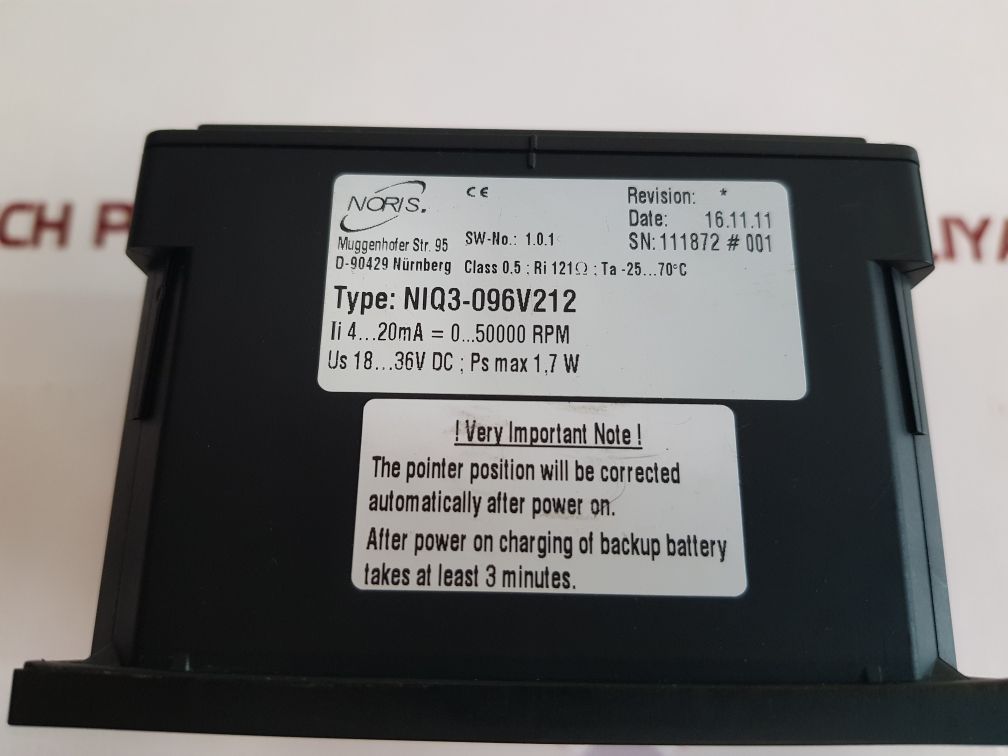 NORIS.
CE
Revision: *
Date: 16.11.11
SN: 111872 # 001
Muggenhofer Str. 95 SW-No.: 1.0.1
D-90429 Nürnberg Class 0.5 ; Ri 121Ω ; Ta -25...70°C
Type: NIQ3-096V212
Ii 4...20mA = 0...50000 RPM
Us 18...36V DC ; Ps max 1,7 W
! Very Important Note !
The pointer position will be corrected
automatically after power on.
After power on charging of backup battery
takes at least 3 minutes.